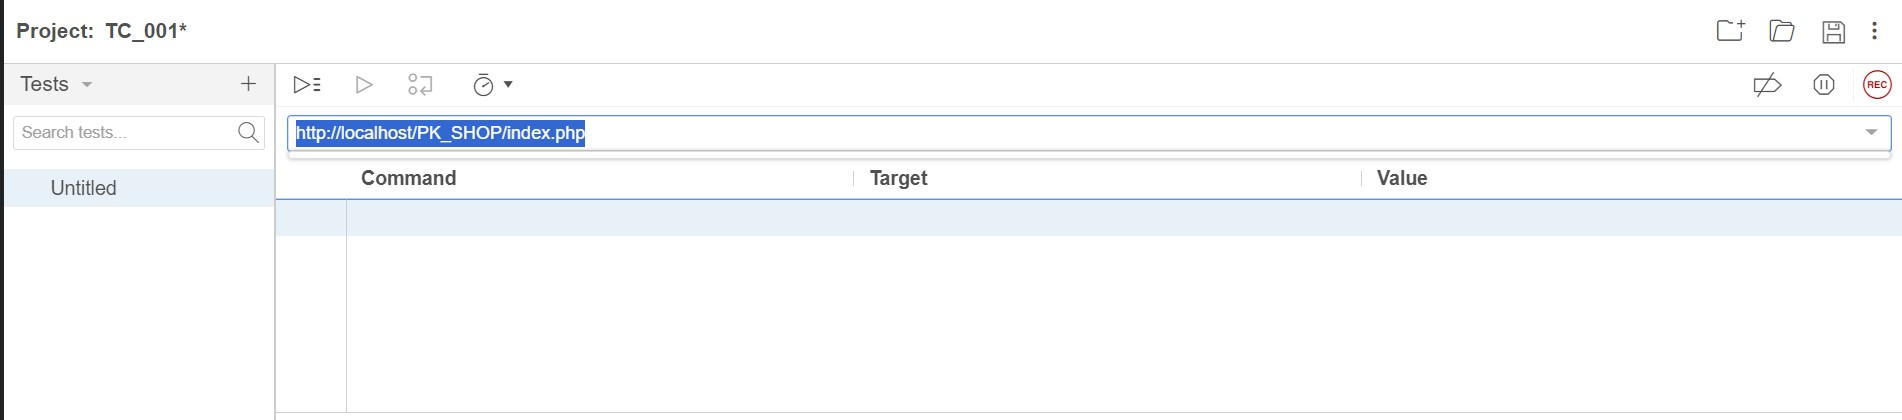 Project: TC_001*
Tests
REC
Search tests...
http://localhost/PK_SHOP/index.php
Command Target Value
Untitled